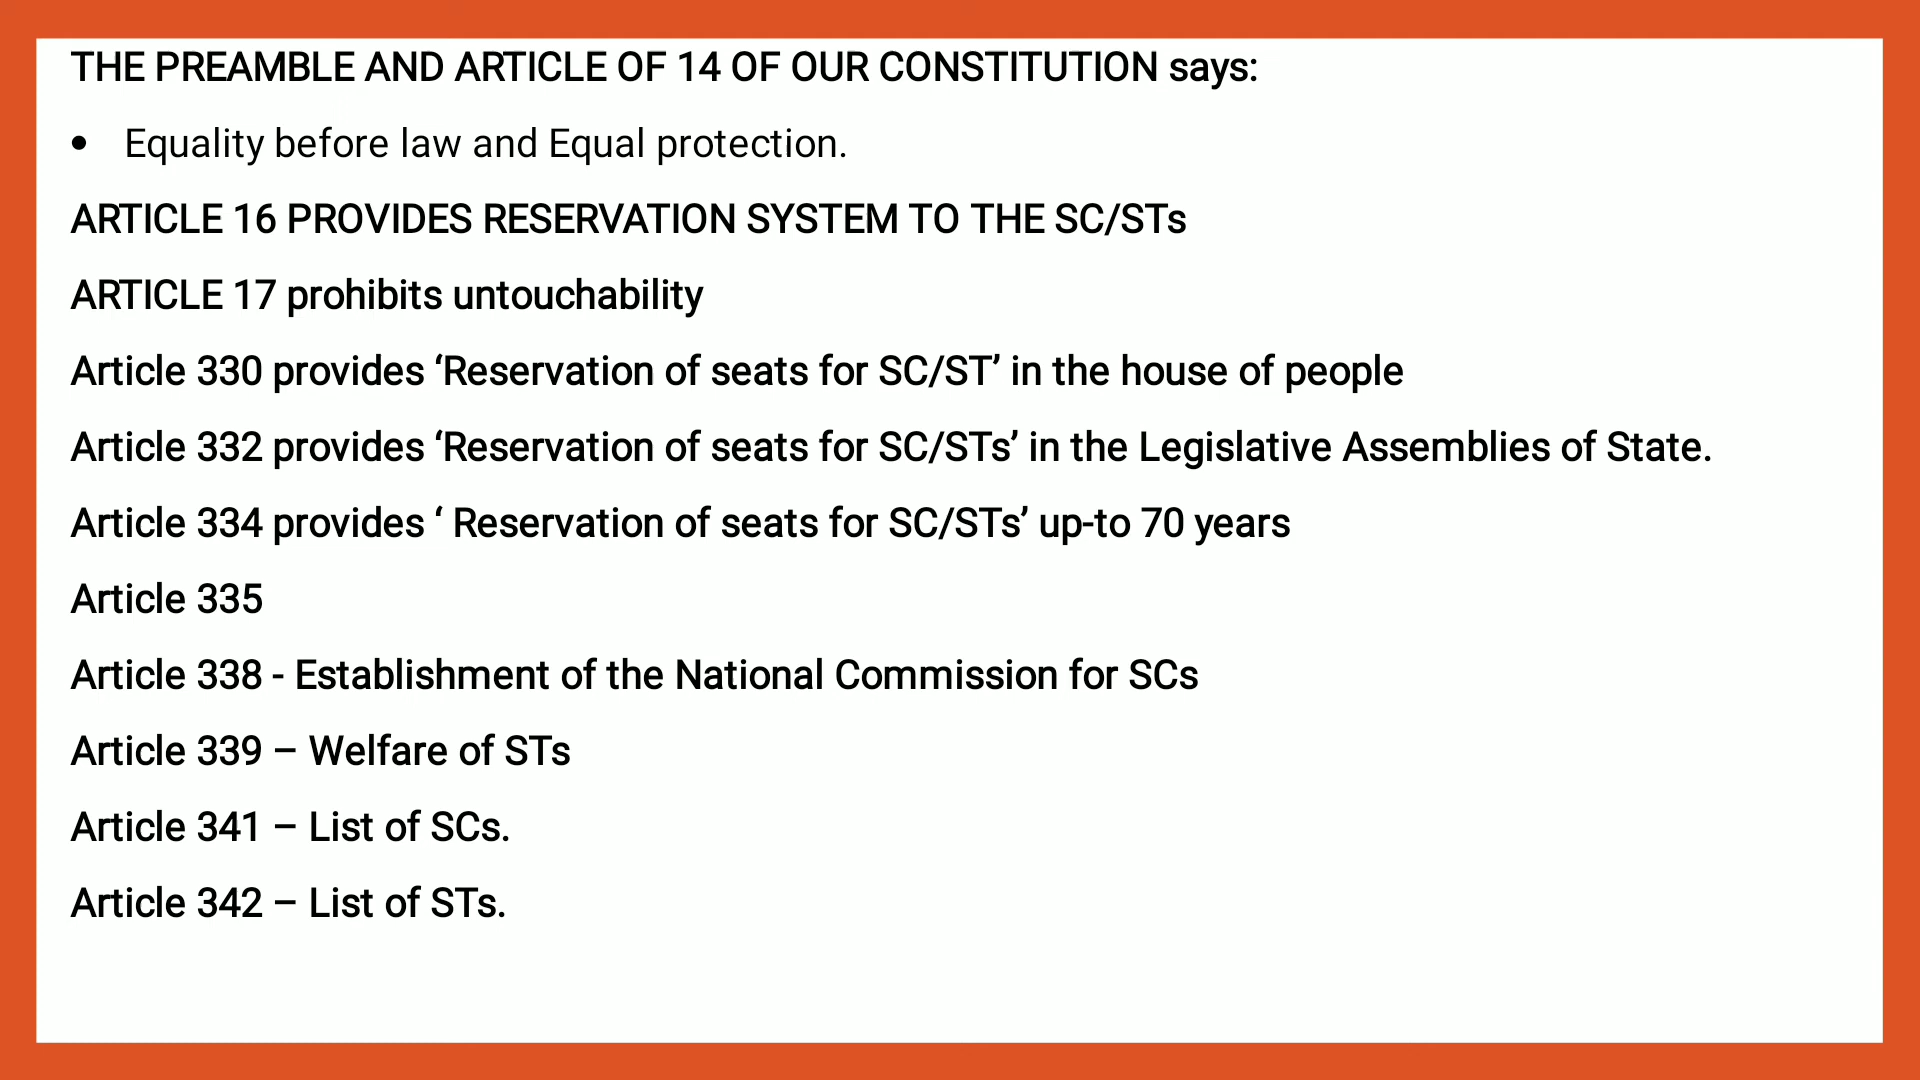 THE PREAMBLE AND ARTICLE OF 14 OF OUR CONSTITUTION says:
• Equality before law and Equal protection.
ARTICLE 16 PROVIDES RESERVATION SYSTEM TO THE SC/STs
ARTICLE 17 prohibits untouchability
Article 330 provides ‘Reservation of seats for SC/ST’ in the house of people
Article 332 provides ‘Reservation of seats for SC/STs’ in the Legislative Assemblies of State.
Article 334 provides ‘ Reservation of seats for SC/STs’ up-to 70 years
Article 335
Article 338 - Establishment of the National Commission for SCs
Article 339 – Welfare of STs
Article 341 – List of SCs.
Article 342 – List of STs.